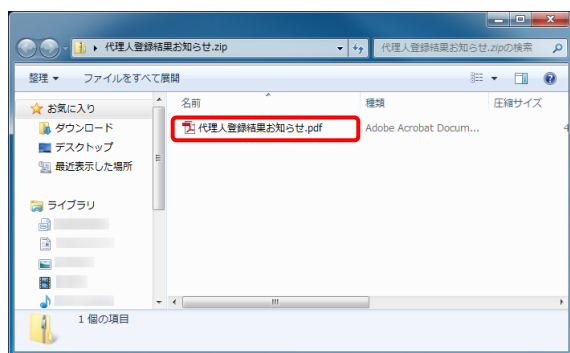 代理人登録結果お知らせ.zip
代理人登録結果お知らせ.zipの検索
整理
ファイルをすべて展開
お気に入り
ダウンロード
デスクトップ
最近表示した場所
ライブラリ
名前 種類 圧縮サイズ
代理人登録結果お知らせ.pdf Adobe Acrobat Docum... 4
1 個の項目